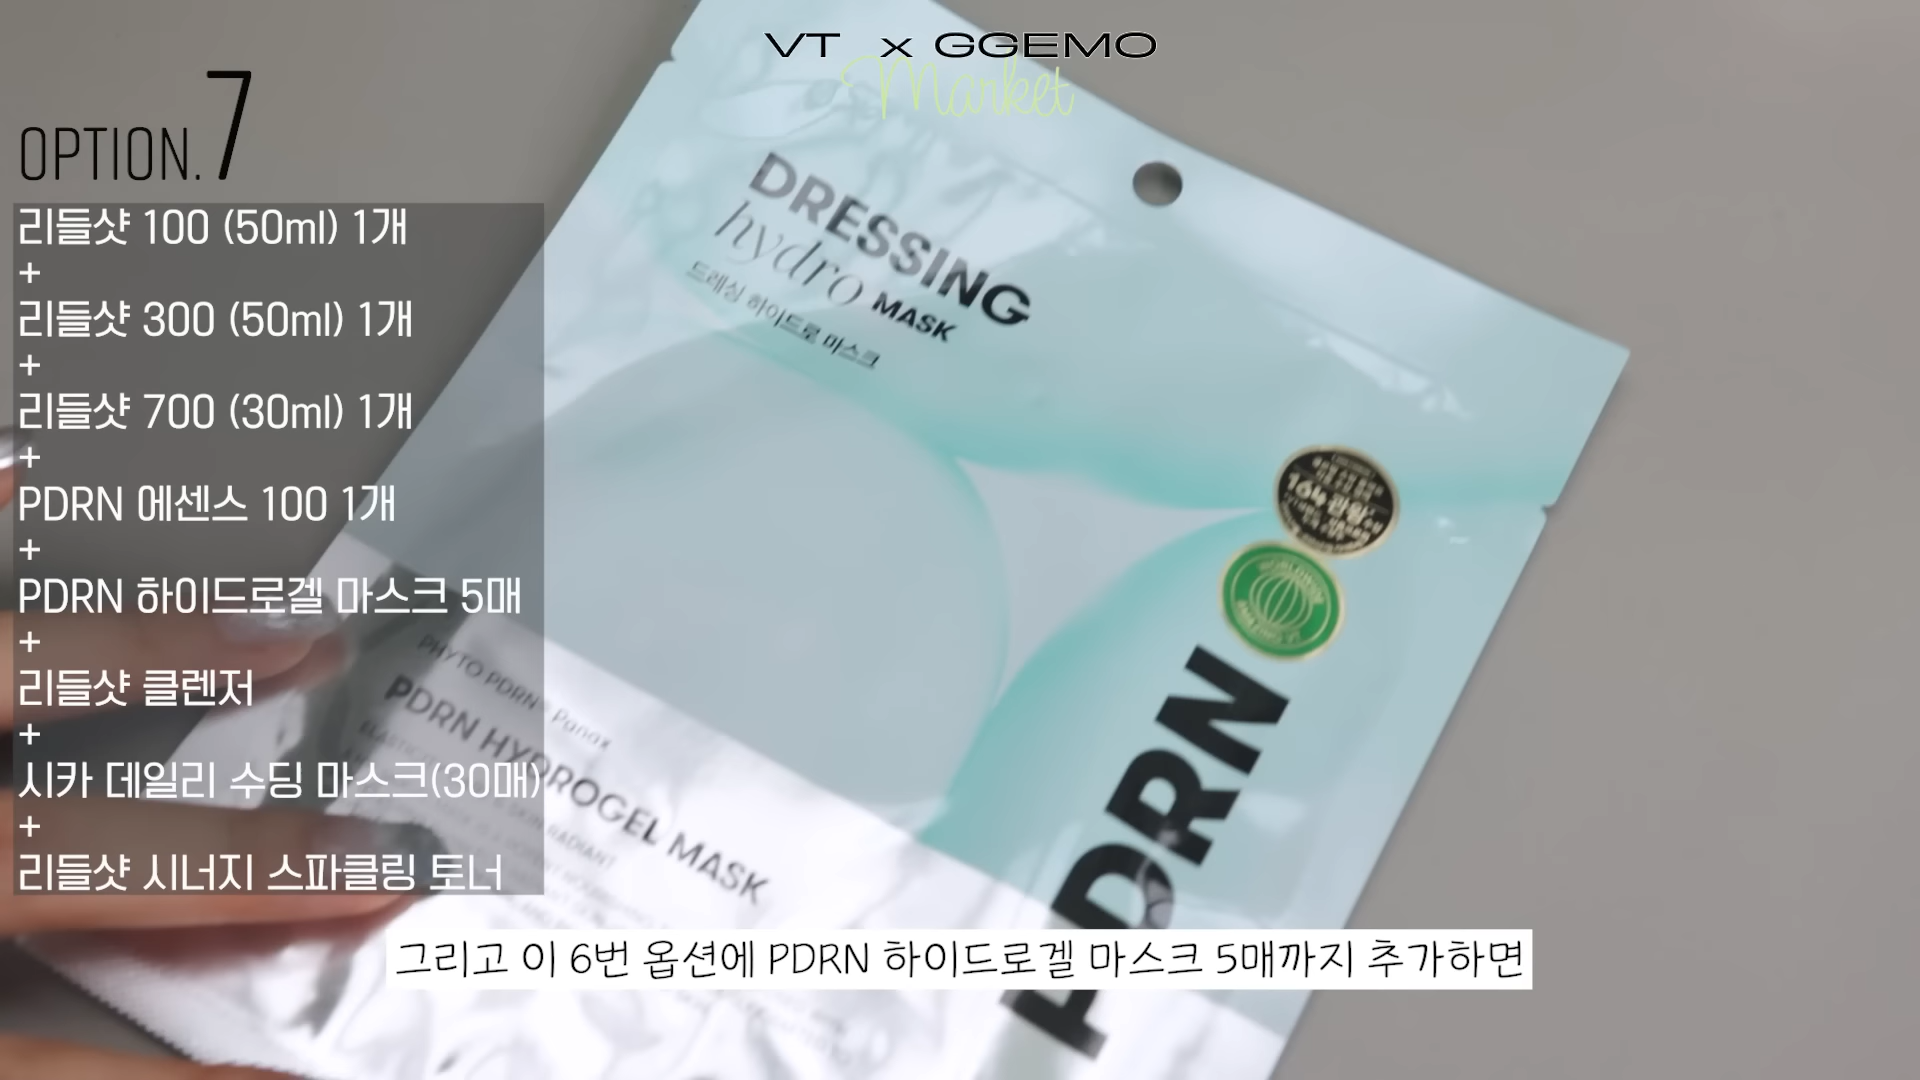 VT x GGEMO
Market
OPTION.7
리들샷 100 (50ml) 1개
+
리들샷 300 (50ml) 1개
+
리들샷 700 (30ml) 1개
+
PDRN 에센스 100 1개
+
PDRN 하이드로겔 마스크 5매
+
리들샷 클렌저
+
시카 데일리 수딩 마스크(30매)
+
리들샷 시너지 스파클링 토너
DRESSING
hydro MASK
드레싱 하이드로 마스크
PDRN
PHYTO PDRN® Panax
PDRN HYDROGEL MASK
그리고 이 6번 옵션에 PDRN 하이드로겔 마스크 5매까지 추가하면